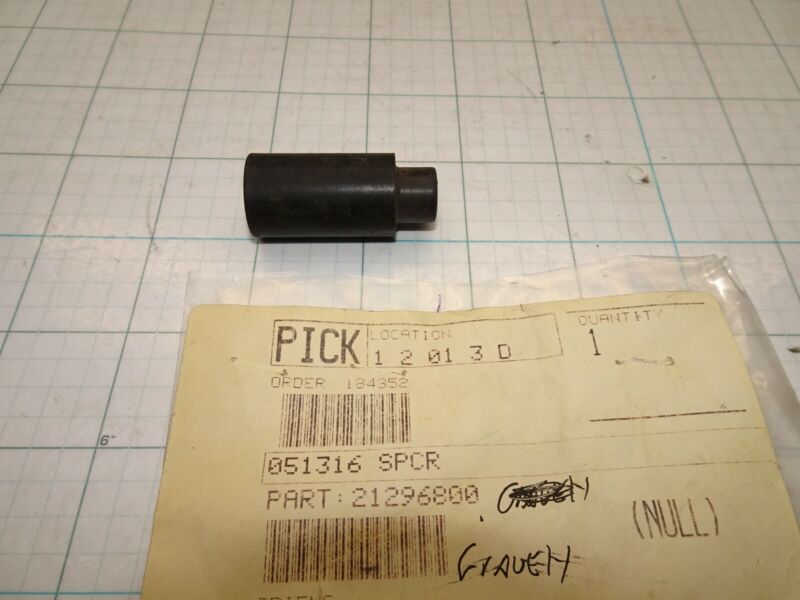 6"
PICK
LOCATION
1 2 01 3 D
QUANTITY
1
ORDER 184352
051316 SPCR
PART: 21296800
(NULL)